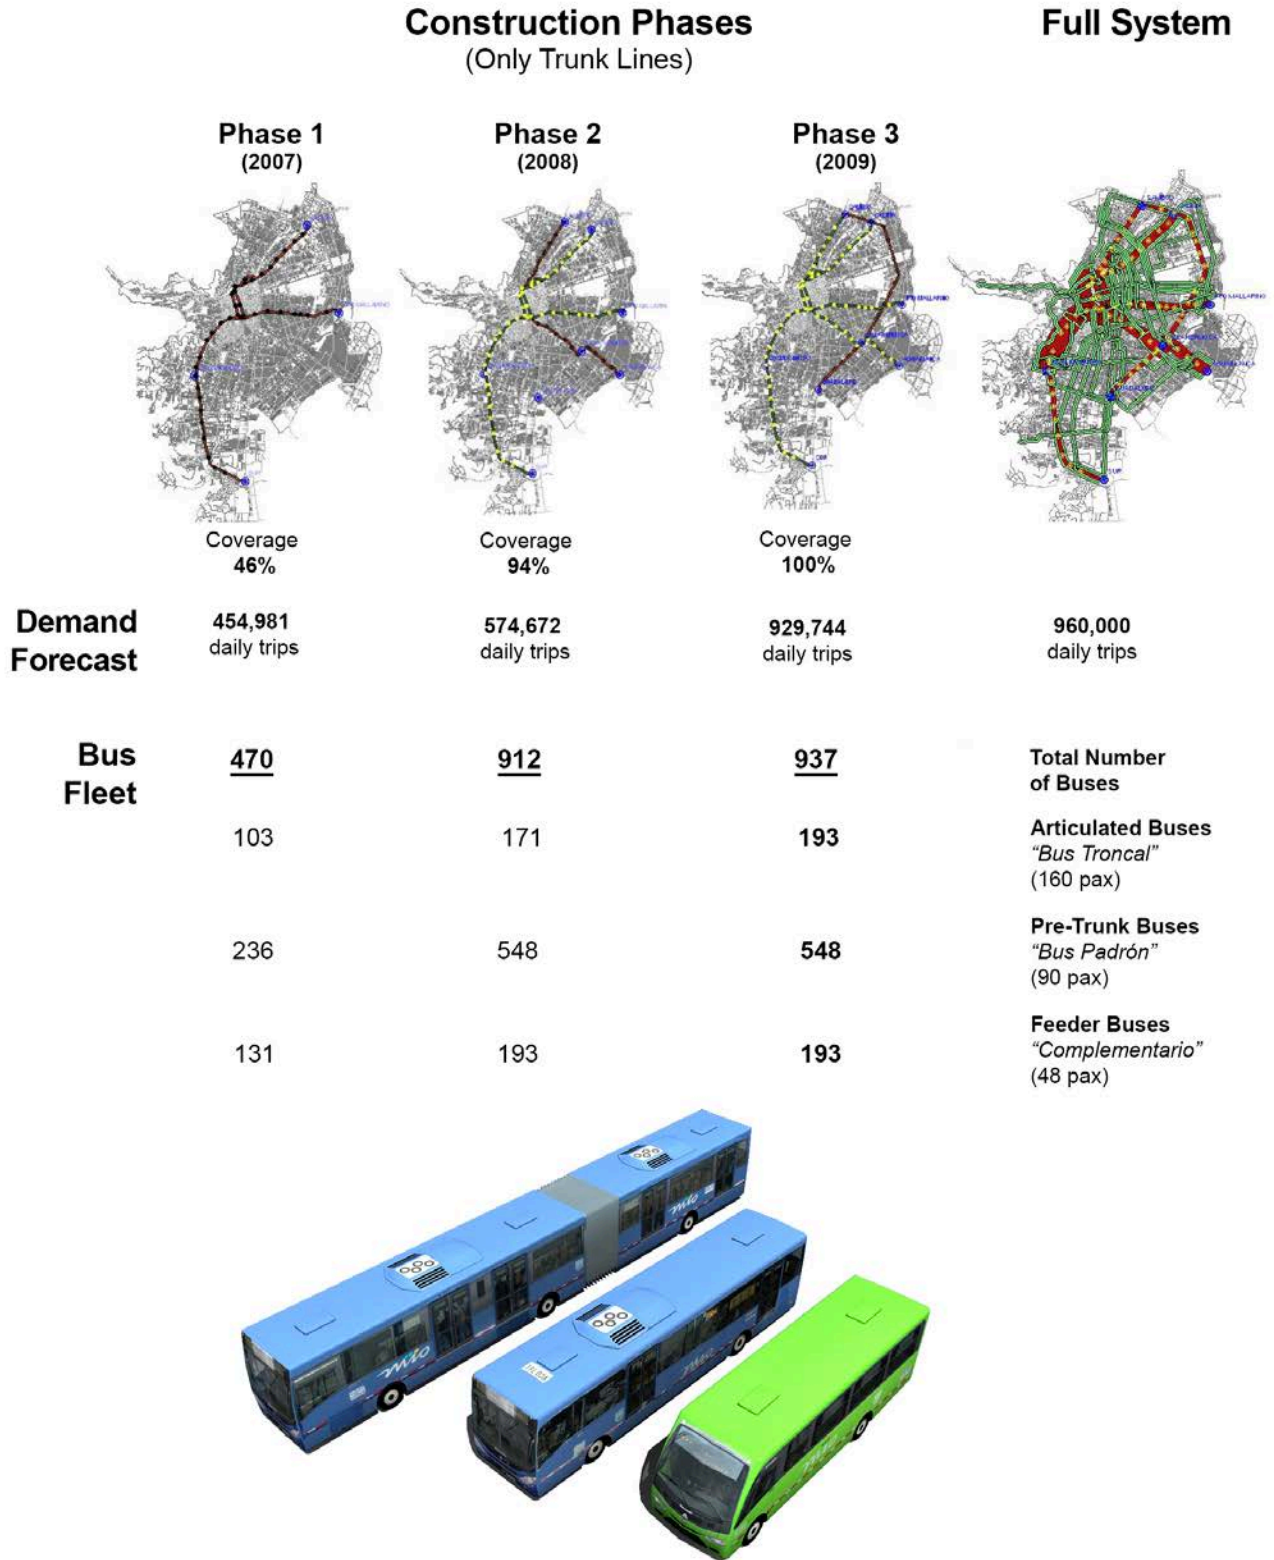 Construction Phases
(Only Trunk Lines)
Full System
Phase 1
(2007)
Phase 2
(2008)
Phase 3
(2009)
Coverage
46%
Coverage
94%
Coverage
100%
Demand
Forecast
454,981
daily trips
574,672
daily trips
929,744
daily trips
960,000
daily trips
Bus
Fleet
470
912
937
Total Number
of Buses
103
171
193
Articulated Buses
"Bus Troncal"
(160 pax)
236
548
548
Pre-Trunk Buses
"Bus Padrón"
(90 pax)
131
193
193
Feeder Buses
"Complementario"
(48 pax)
mio
mio
mio